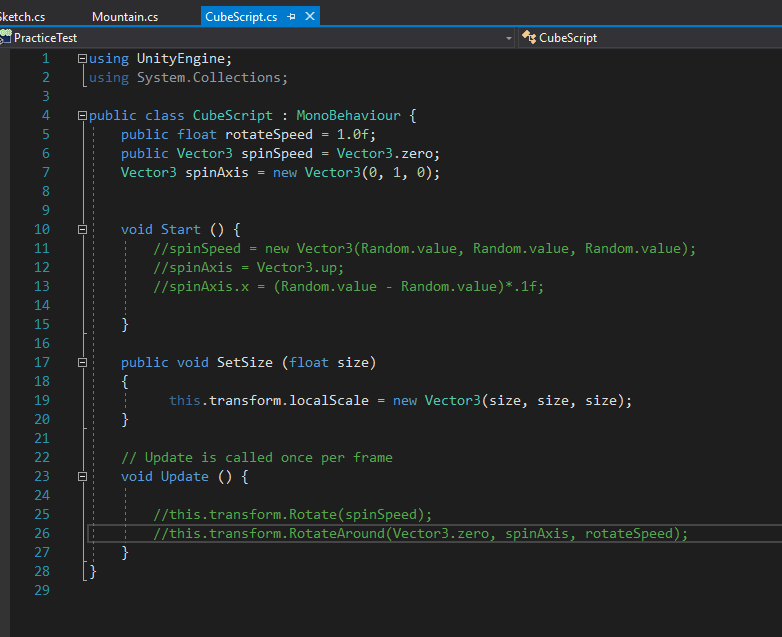 Sketch.cs Mountain.cs CubeScript.cs
PracticeTest CubeScript
1 using UnityEngine;
2 using System.Collections;
3
4 public class CubeScript : MonoBehaviour {
5 public float rotateSpeed = 1.0f;
6 public Vector3 spinSpeed = Vector3.zero;
7 Vector3 spinAxis = new Vector3(0, 1, 0);
8
9
10 void Start () {
11 //spinSpeed = new Vector3(Random.value, Random.value, Random.value);
12 //spinAxis = Vector3.up;
13 //spinAxis.x = (Random.value - Random.value)*.1f;
14
15 }
16
17 public void SetSize (float size)
18 {
19 this.transform.localScale = new Vector3(size, size, size);
20 }
21
22 // Update is called once per frame
23 void Update () {
24
25 //this.transform.Rotate(spinSpeed);
26 //this.transform.RotateAround(Vector3.zero, spinAxis, rotateSpeed);
27 }
28 }
29